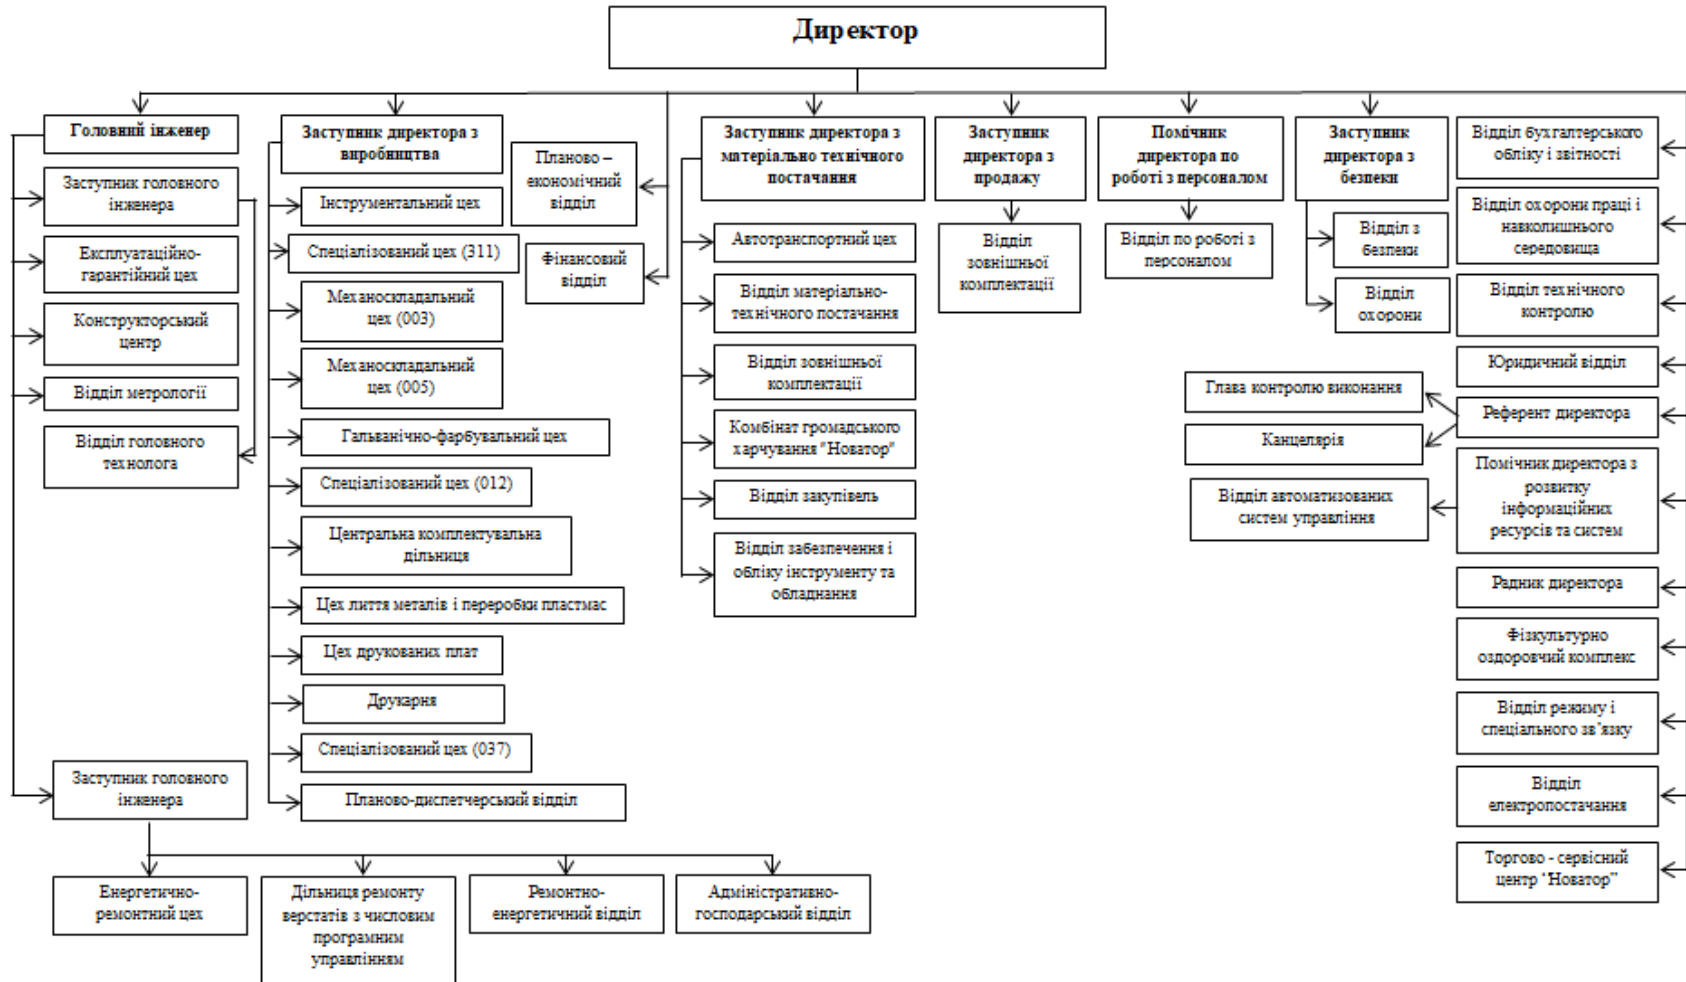 Директор
Головний інженер
Заступник головного
інженера
Експлуатаційно-
гарантійний цех
Конструкторський
центр
Відділ метрології
Відділ головного
технолога
Заступник головного
інженера
Енергетично-
ремонтний цех
Дільниця ремонту
верстатів з числовим
програмним
управлінням
Ремонтно-
енергетичний відділ
Адміністративно-
господарський відділ
Заступник директора з
виробництва
Інструментальний цех
Спеціалізований цех (311)
Механоскладальний
цех (003)
Механоскладальний
цех (005)
Гальванічно-фарбувальний цех
Спеціалізований цех (012)
Центральна комплектувальна
дільниця
Цех лиття металів і переробки пластмас
Цех друкованих плат
Друкарня
Спеціалізований цех (037)
Планово-диспетчерський відділ
Планово –
економічний
відділ
Фінансовий
відділ
Заступник директора з
матеріально технічного
постачання
Автотранспортний цех
Відділ матеріально-
технічного постачання
Відділ зовнішньої
комплектації
Комбінат громадського
харчування "Новатор"
Відділ закупівель
Відділ забезпечення і
обліку інструменту та
обладнання
Заступник
директора з
продажу
Відділ
зовнішньої
комплектації
Помічник
директора по
роботі з персоналом
Відділ по роботі з
персоналом
Заступник
директора з
безпеки
Відділ з
безпеки
Відділ
охорони
Відділ бухгалтерського
обліку і звітності
Відділ охорони праці і
навколишнього
середовища
Відділ технічного
контролю
Юридичний відділ
Референт директора
Глава контролю виконання
Канцелярія
Помічник директора з
розвитку
інформаційних
ресурсів та систем
Відділ автоматизованих
систем управління
Радник директора
Фізкультурно
оздоровчий комплекс
Відділ режиму і
спеціального зв'язку
Відділ
електропостачання
Торгово - сервісний
центр "Новатор"